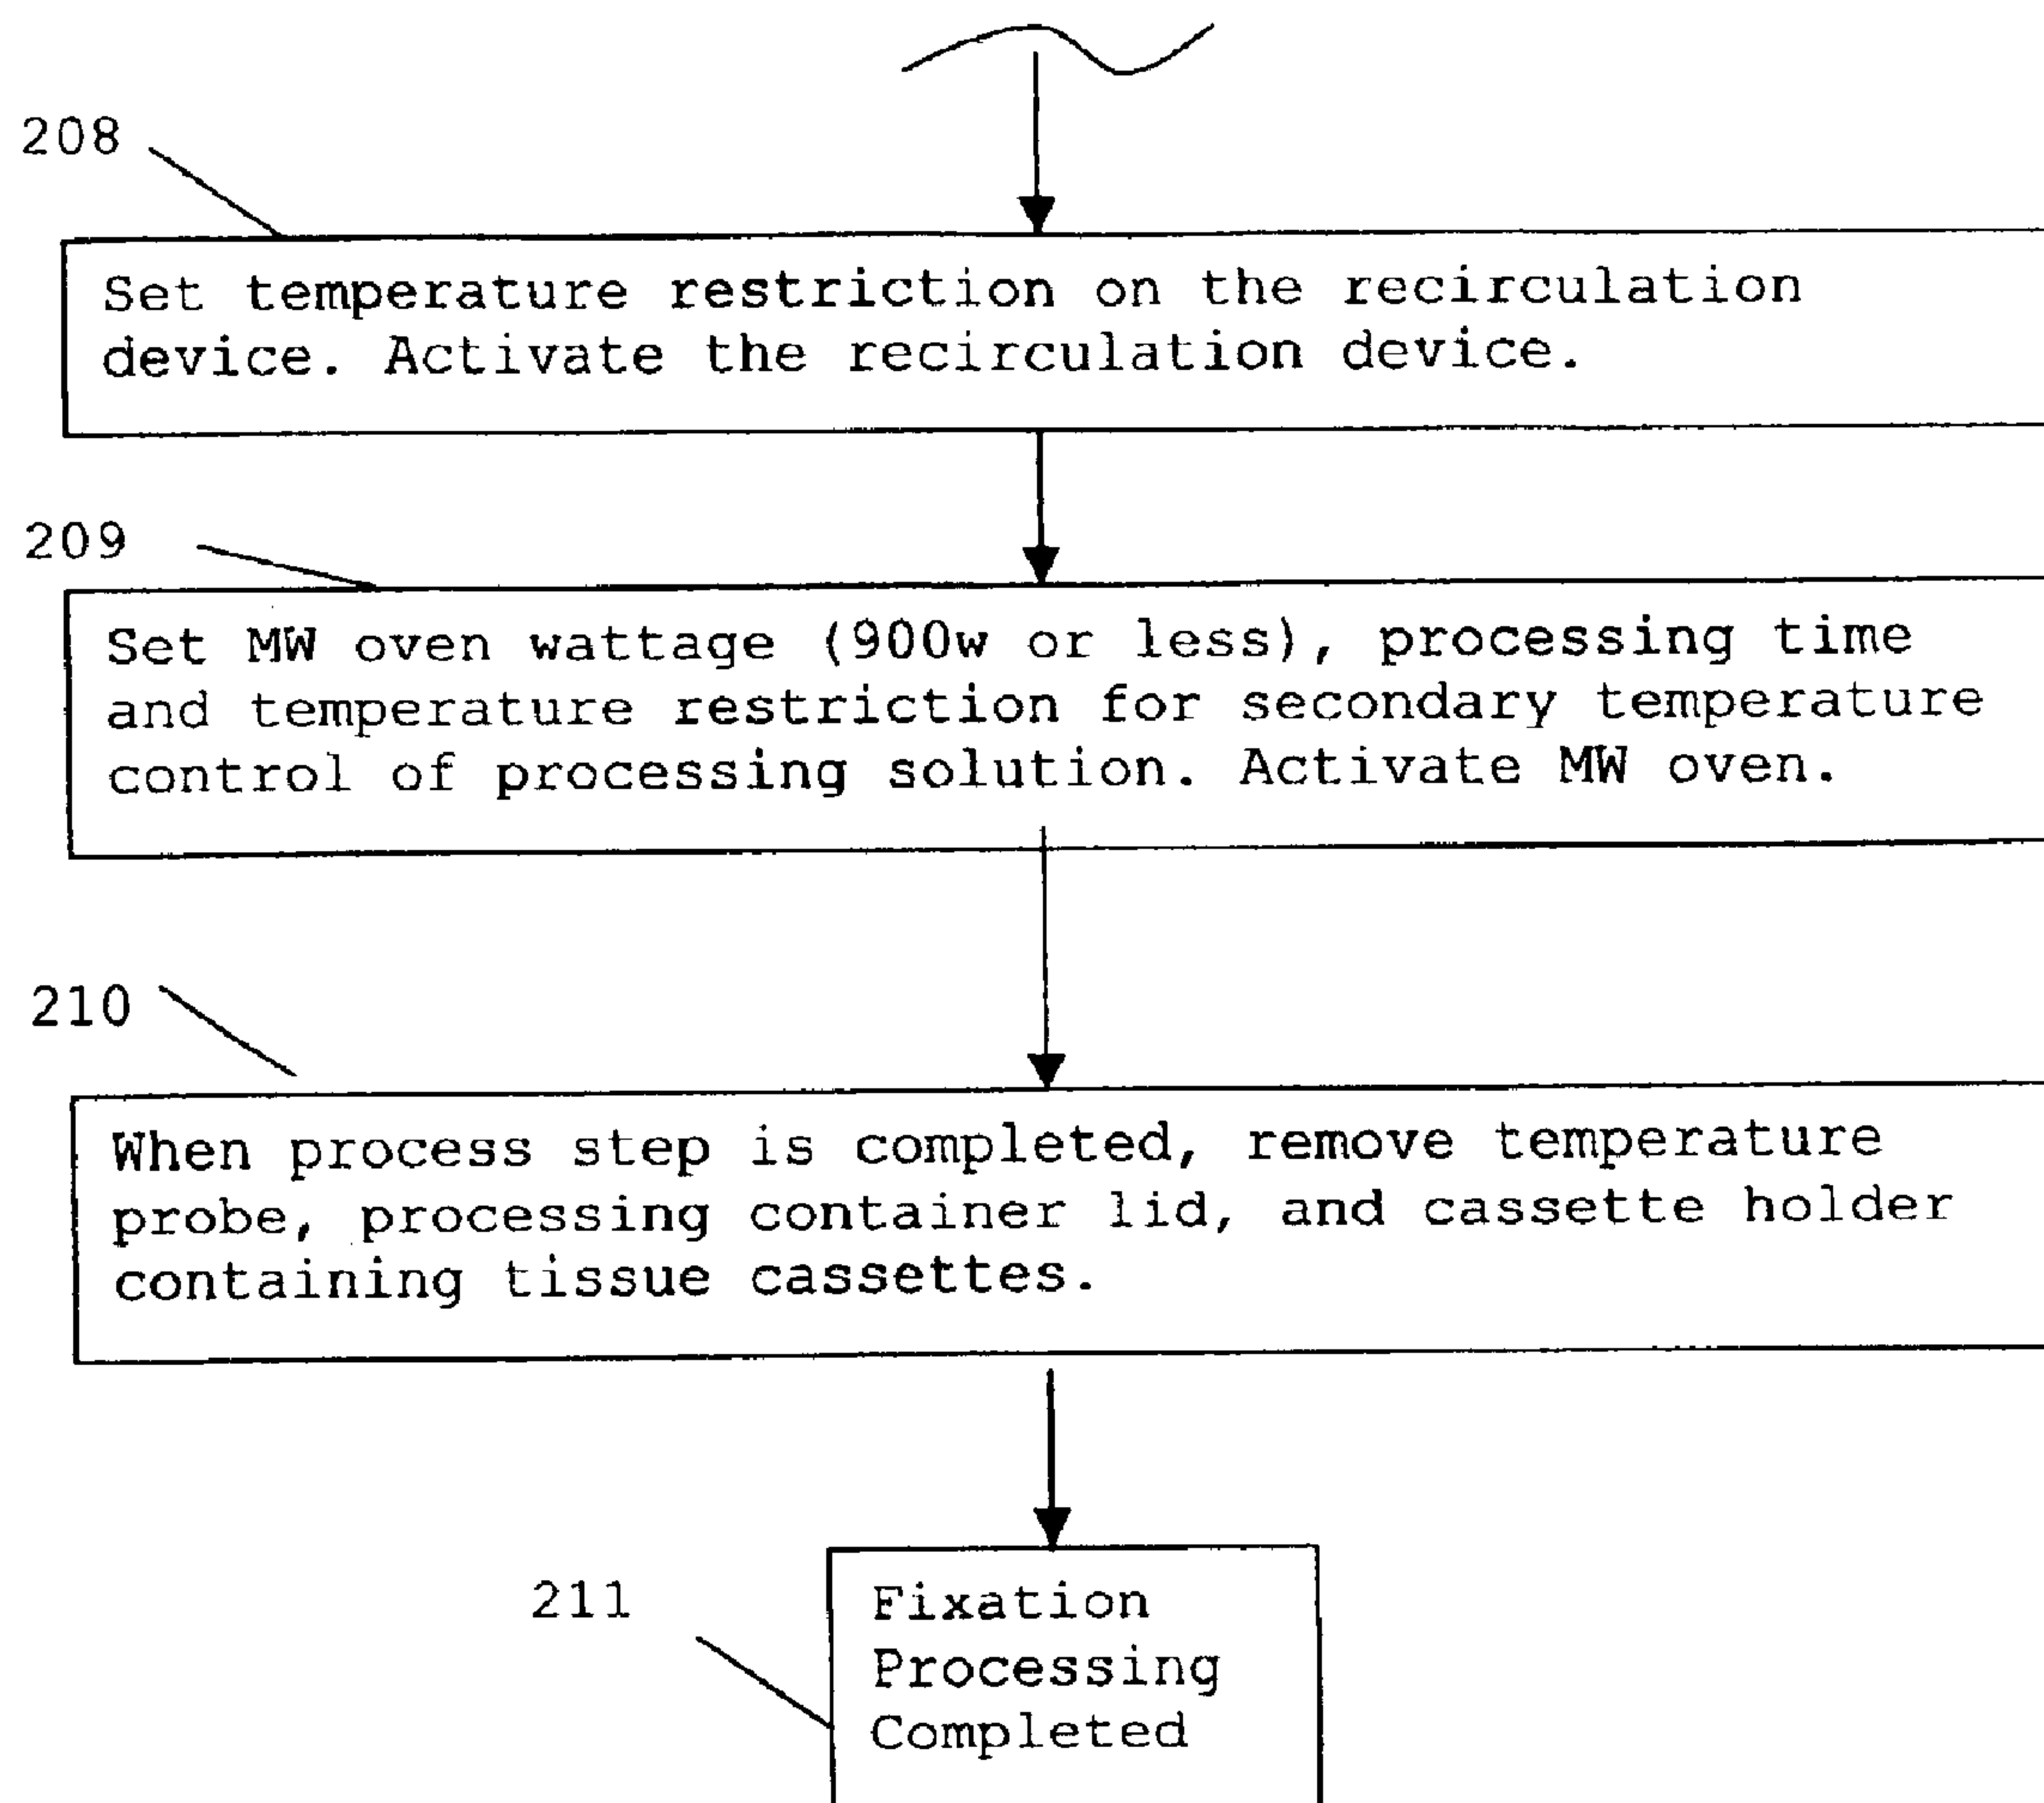 208
Set temperature restriction on the recirculation
device. Activate the recirculation device.
209
Set MW oven wattage (900w or less), processing time
and temperature restriction for secondary temperature
control of processing solution. Activate MW oven.
210
When process step is completed, remove temperature
probe, processing container lid, and cassette holder
containing tissue cassettes.
211
Fixation
Processing
Completed